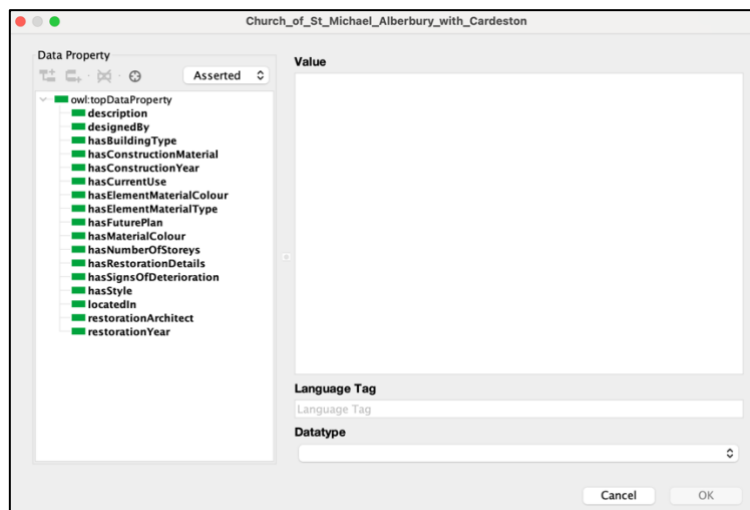 Church_of_St_Michael_Alberbury_with_Cardeston
Data Property
Asserted
owl:topDataProperty
description
designedBy
hasBuildingType
hasConstructionMaterial
hasConstructionYear
hasCurrentUse
hasElementMaterialColour
hasElementMaterialType
hasFuturePlan
hasMaterialColour
hasNumberOfStoreys
hasRestorationDetails
hasSignsOfDeterioration
hasStyle
locatedIn
restorationArchitect
restorationYear
Value
Language Tag
Language Tag
Datatype
Cancel
OK